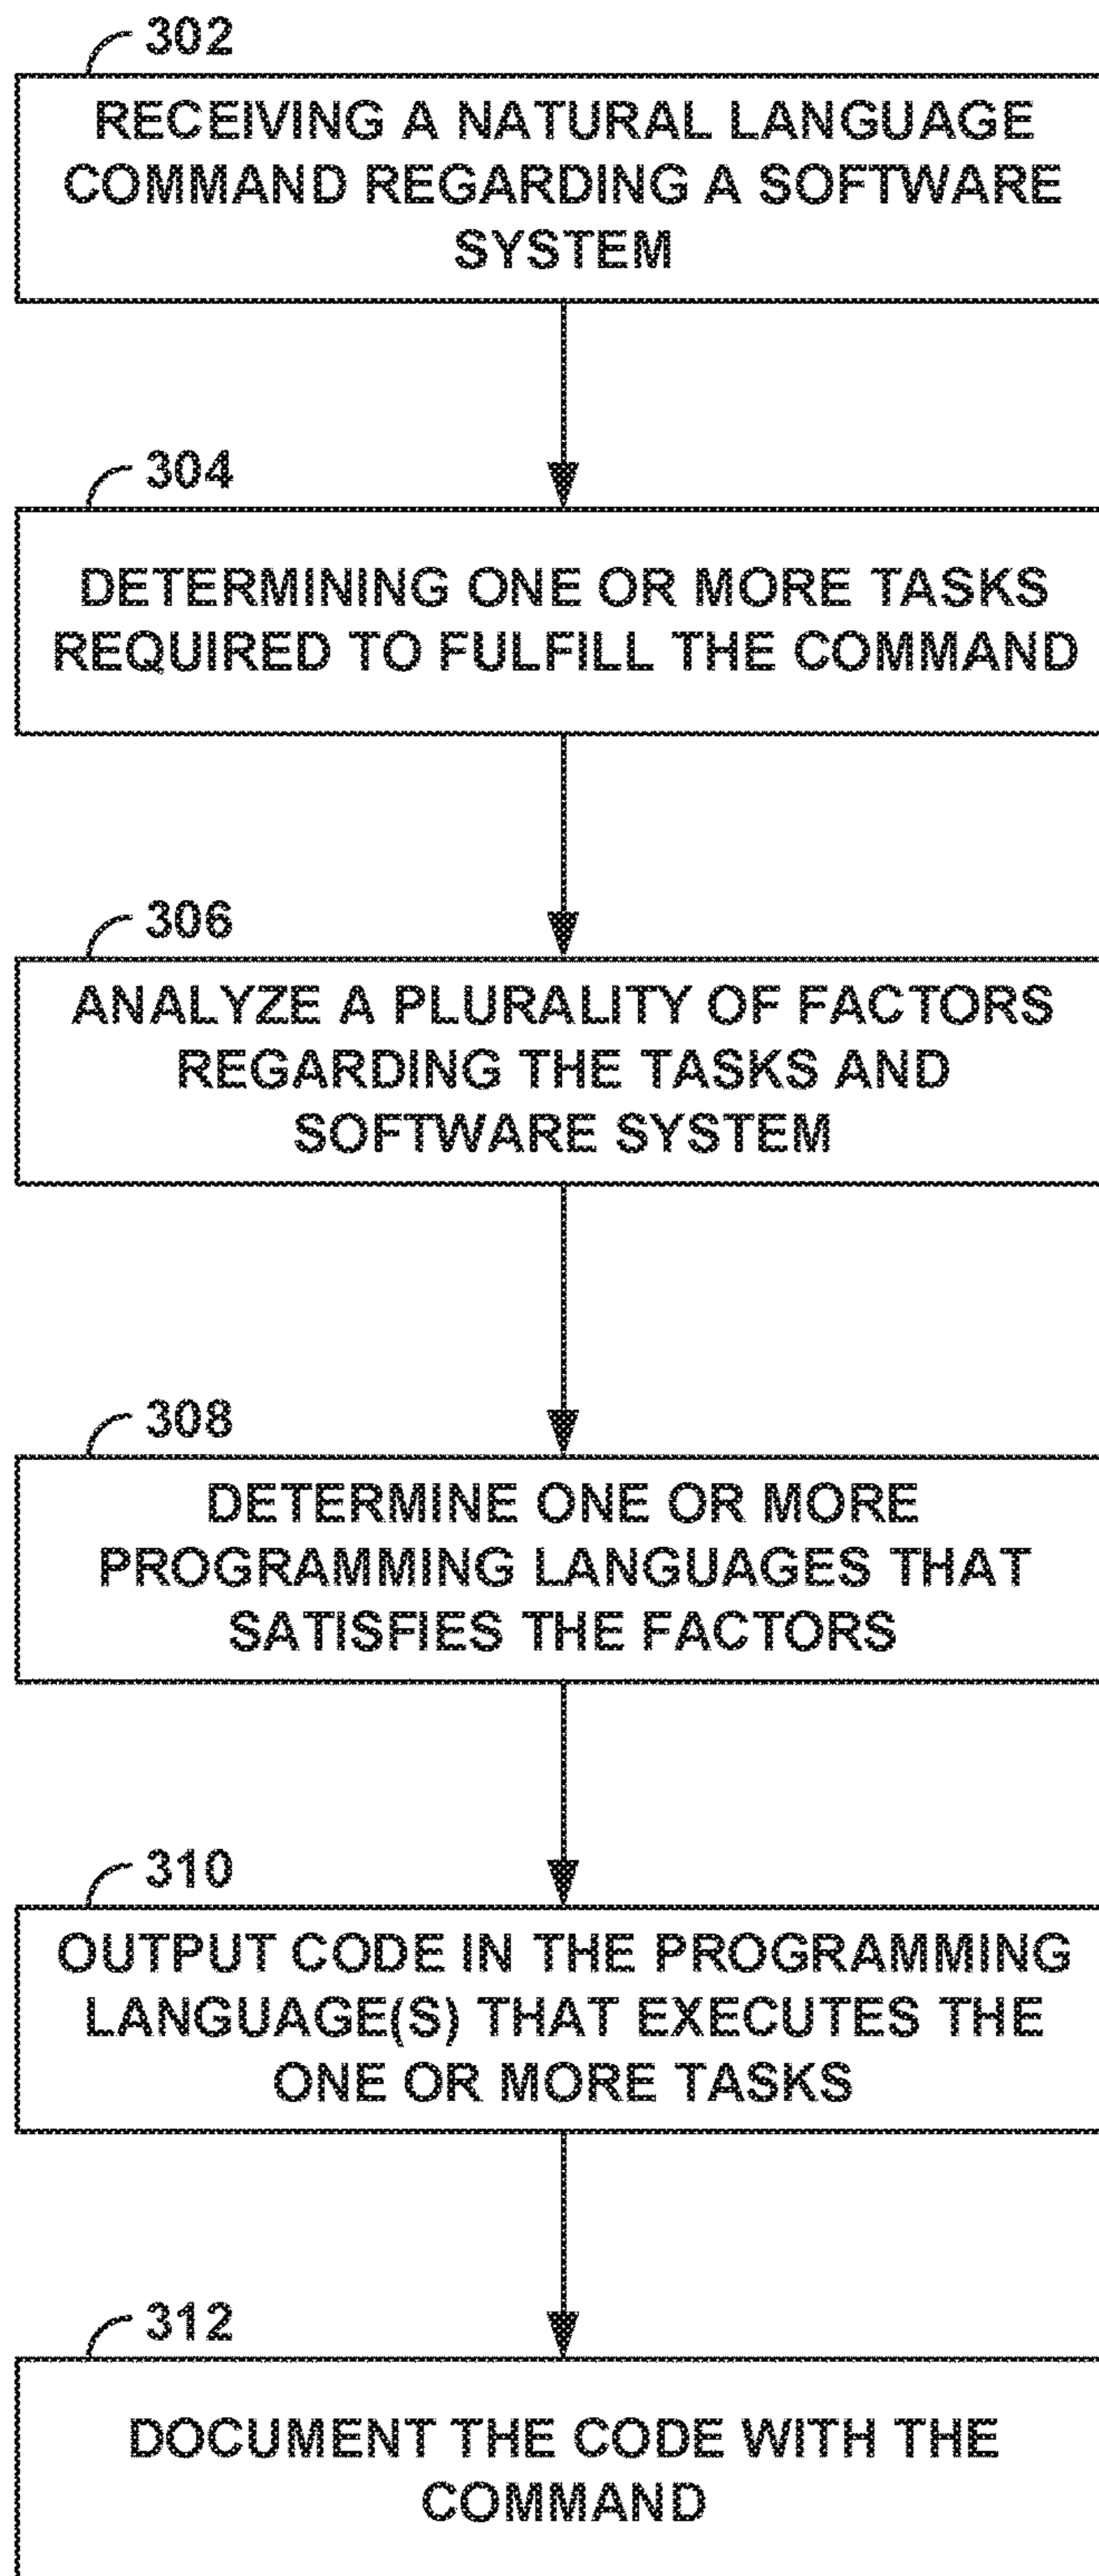 302
RECEIVING A NATURAL LANGUAGE
COMMAND REGARDING A SOFTWARE
SYSTEM
304
DETERMINING ONE OR MORE TASKS
REQUIRED TO FULFILL THE COMMAND
306
ANALYZE A PLURALITY OF FACTORS
REGARDING THE TASKS AND
SOFTWARE SYSTEM
308
DETERMINE ONE OR MORE
PROGRAMMING LANGUAGES THAT
SATISFIES THE FACTORS
310
OUTPUT CODE IN THE PROGRAMMING
LANGUAGE(S) THAT EXECUTES THE
ONE OR MORE TASKS
312
DOCUMENT THE CODE WITH THE
COMMAND